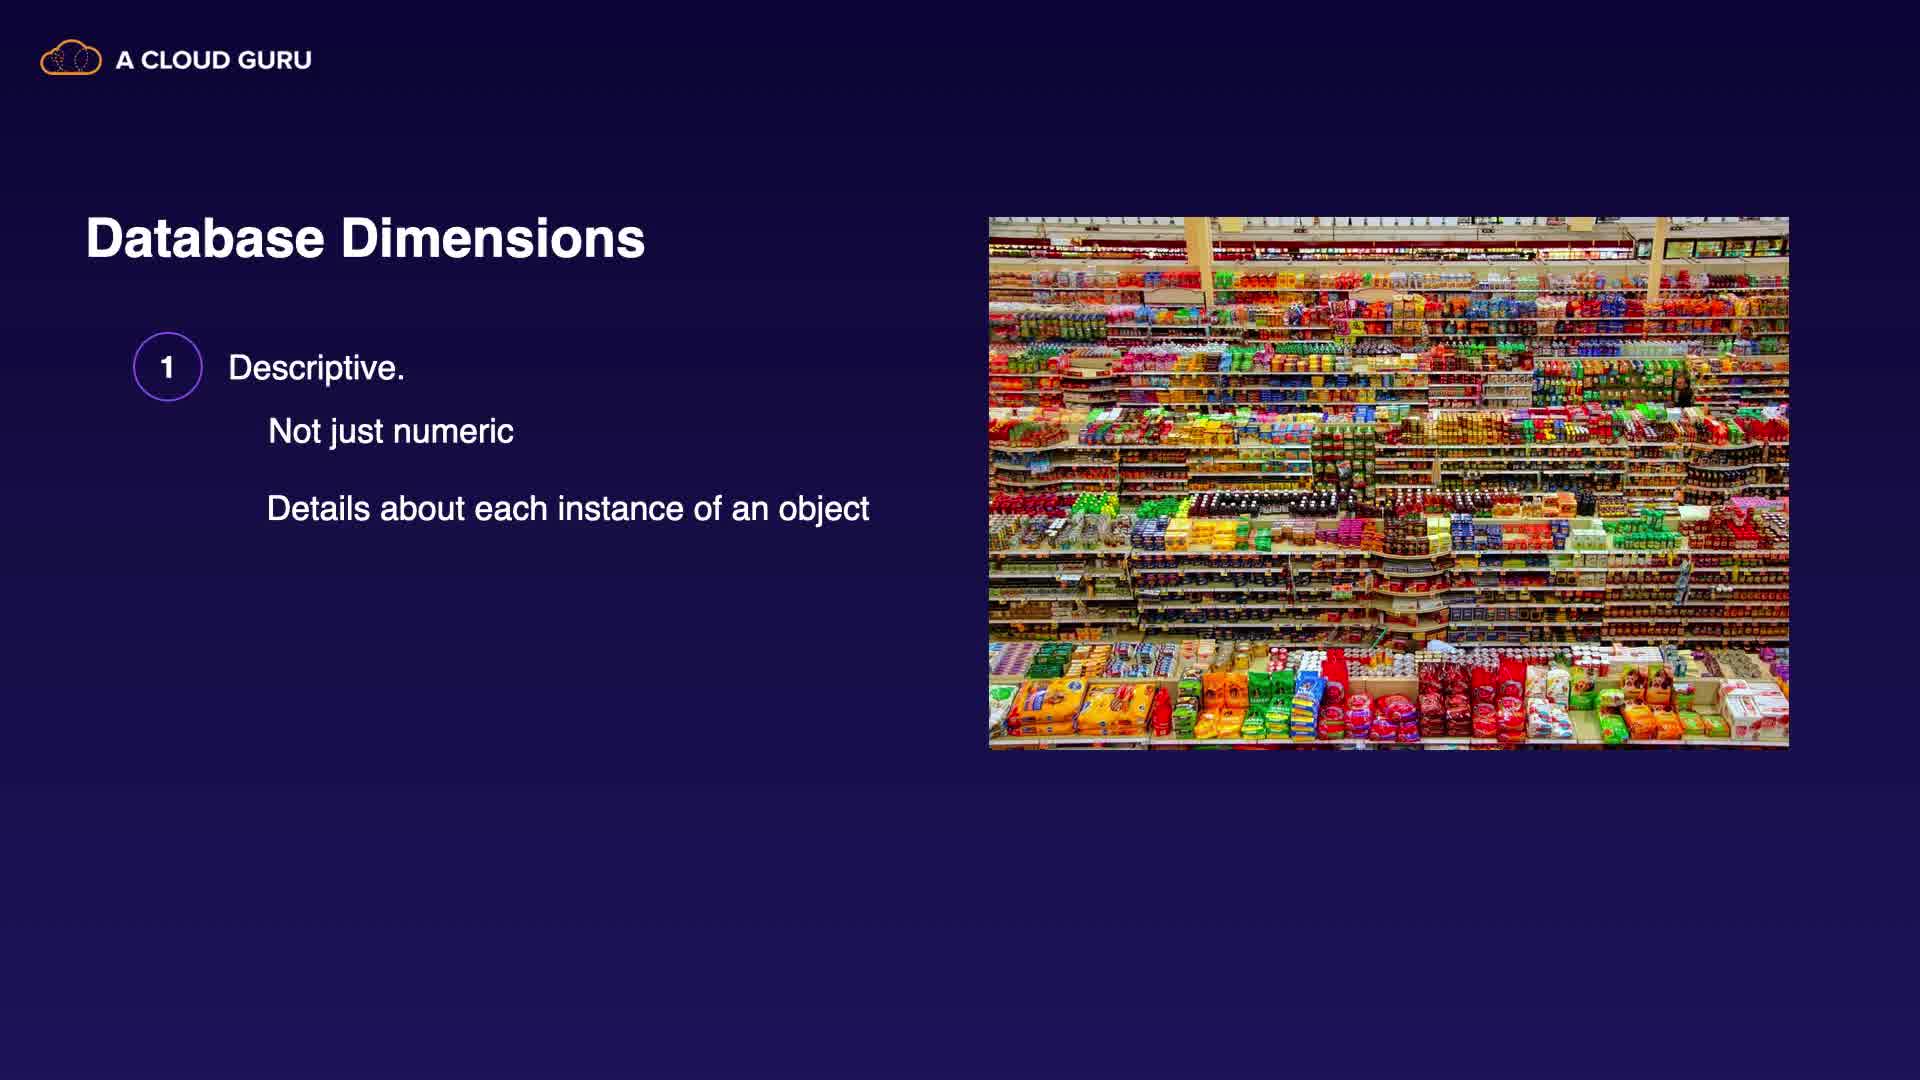 A CLOUD GURU
Database Dimensions
1 Descriptive.
Not just numeric
Details about each instance of an object